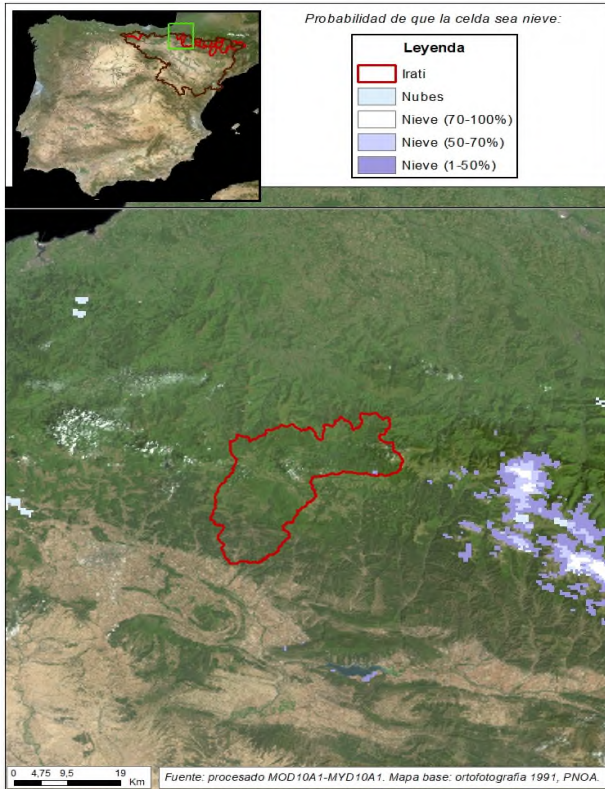 Probabilidad de que la celda sea nieve:
Leyenda
Irati
Nubes
Nieve (70-100%)
Nieve (50-70%)
Nieve (1-50%)
0 4,75 9,5 19
Km
Fuente: procesado MOD10A1-MYD10A1. Mapa base: ortofotografía 1991, PNOA.